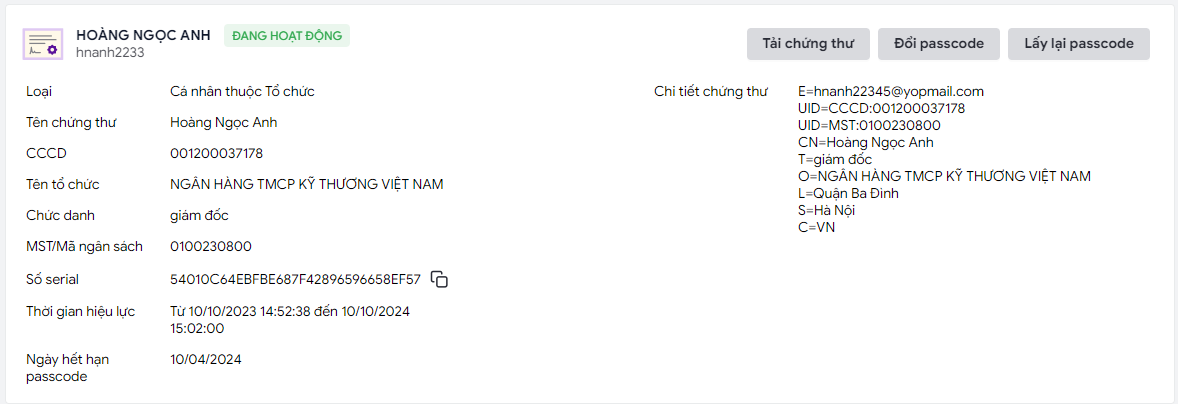 HOÀNG NGỌC ANH ĐANG HOẠT ĐỘNG
hnanh2233
Tải chứng thư Đổi passcode Lấy lại passcode
Loại Cá nhân thuộc Tổ chức
Tên chứng thư Hoàng Ngọc Anh
CCCD 001200037178
Tên tổ chức NGÂN HÀNG TMCP KỸ THƯƠNG VIỆT NAM
Chức danh giám đốc
MST/Mã ngân sách 0100230800
Số serial 54010C64EBFBE687F42896596658EF57
Thời gian hiệu lực Từ 10/10/2023 14:52:38 đến 10/10/2024
15:02:00
Ngày hết hạn 10/04/2024
passcode
Chi tiết chứng thư E=hnanh22345@yopmail.com
UID=CCCD:001200037178
UID=MST:0100230800
CN=Hoàng Ngọc Anh
T=giám đốc
O=NGÂN HÀNG TMCP KỸ THƯƠNG VIỆT NAM
L=Quận Ba Đình
S=Hà Nội
C=VN